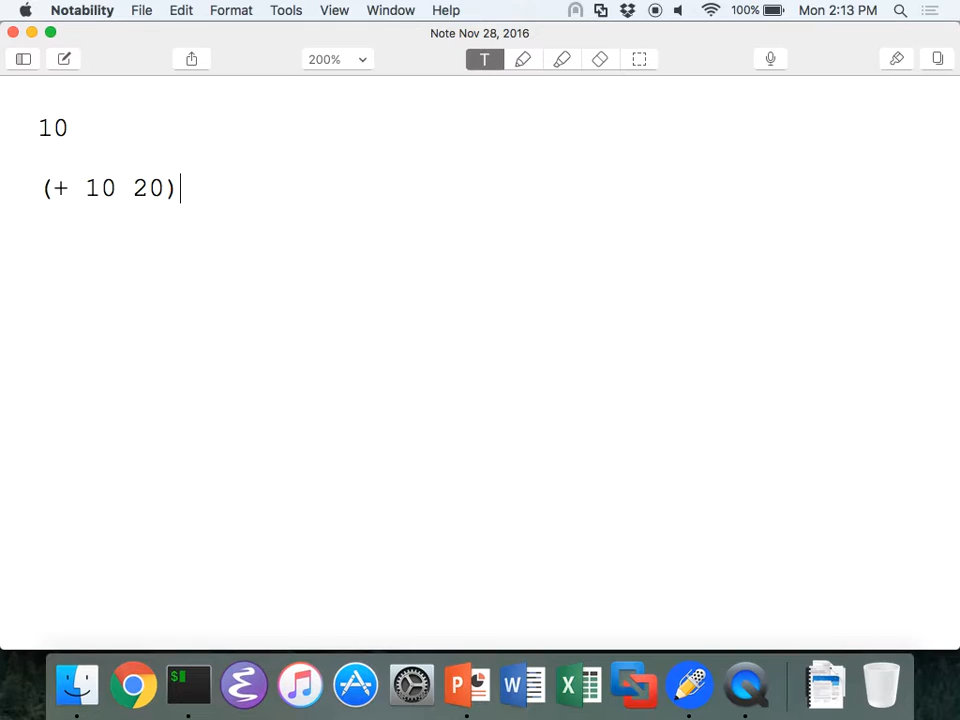 Notability File Edit Format Tools View Window Help 100% Mon 2:13 PM
Note Nov 28, 2016
200% T
10
(+ 10 20)
$
P W X